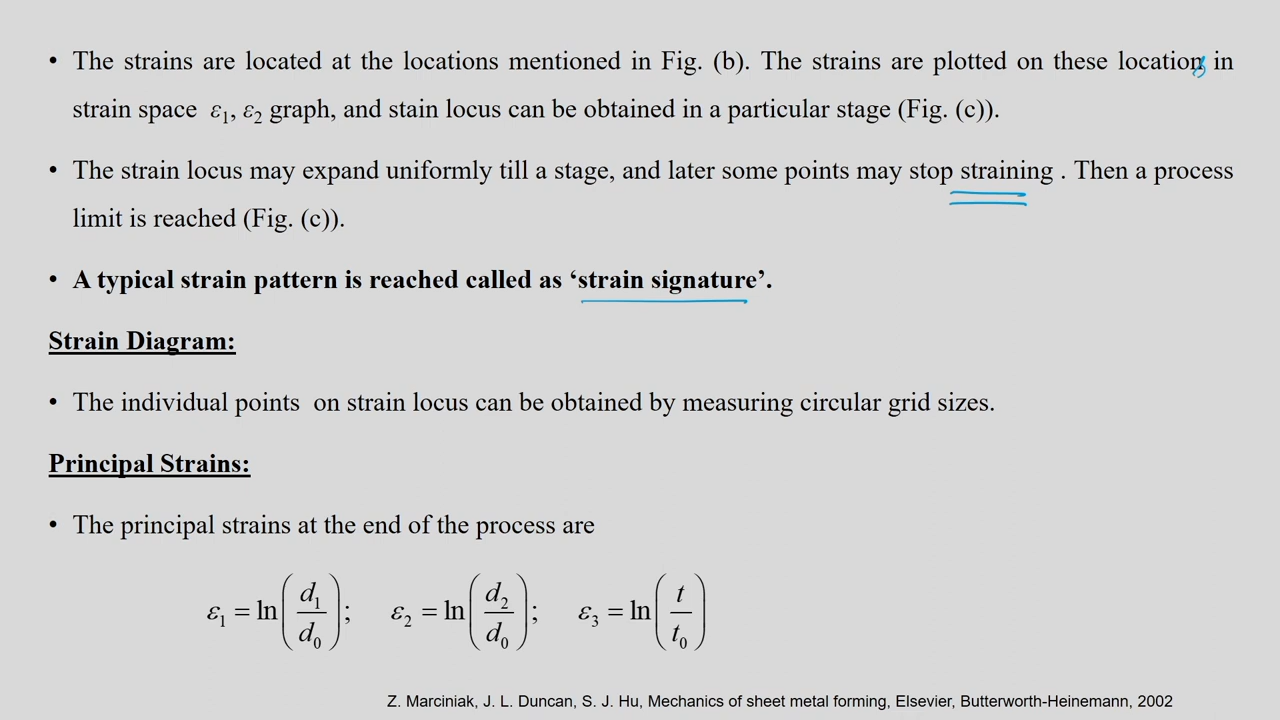 • The strains are located at the locations mentioned in Fig. (b). The strains are plotted on these locations in
strain space ε₁, ε₂ graph, and stain locus can be obtained in a particular stage (Fig. (c)).
• The strain locus may expand uniformly till a stage, and later some points may stop straining . Then a process
limit is reached (Fig. (c)).
• A typical strain pattern is reached called as ‘strain signature’.
Strain Diagram:
• The individual points on strain locus can be obtained by measuring circular grid sizes.
Principal Strains:
• The principal strains at the end of the process are
ε₁ = ln(d₁/d₀); ε₂ = ln(d₂/d₀); ε₃ = ln(t/t₀)
Z. Marciniak, J. L. Duncan, S. J. Hu, Mechanics of sheet metal forming, Elsevier, Butterworth-Heinemann, 2002